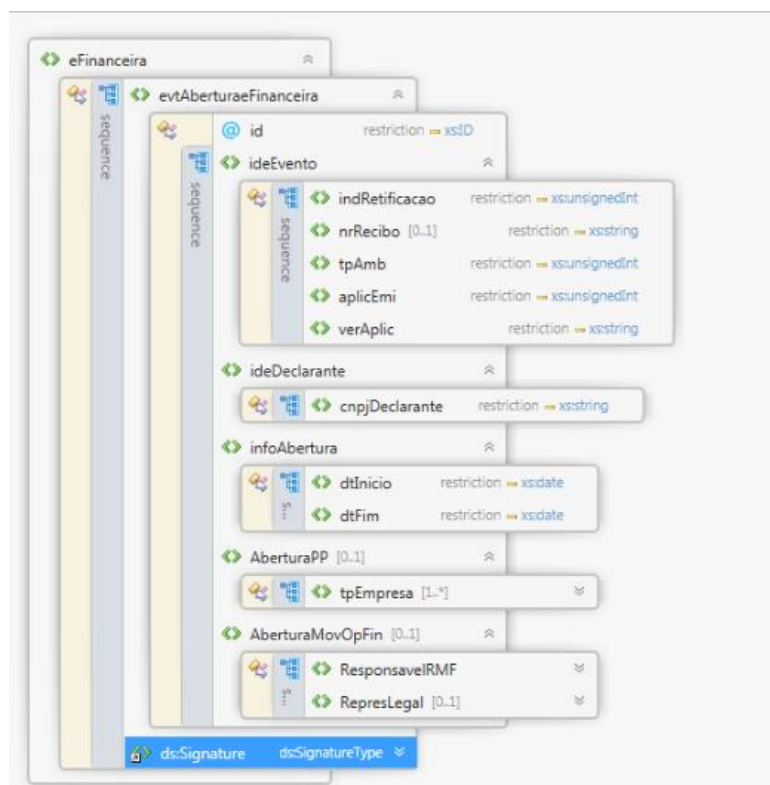 eFinanceira
sequence
evtAberturaeFinanceira
sequence
@ id restriction xs:ID
ideEvento
sequence
indRetificacao restriction xs:unsignedInt
nrRecibo [0..1] restriction xs:string
tpAmb restriction xs:unsignedInt
aplicEmi restriction xs:unsignedInt
verAplic restriction xs:string
ideDeclarante
cnpjDeclarante restriction xs:string
infoAbertura
s...
dtInicio restriction xs:date
dtFim restriction xs:date
AberturaPP [0..1]
tpEmpresa [1..*]
AberturaMovOpFin [0..1]
s...
ResponsavelRMF
RepresLegal [0..1]
ds:Signature ds:SignatureType